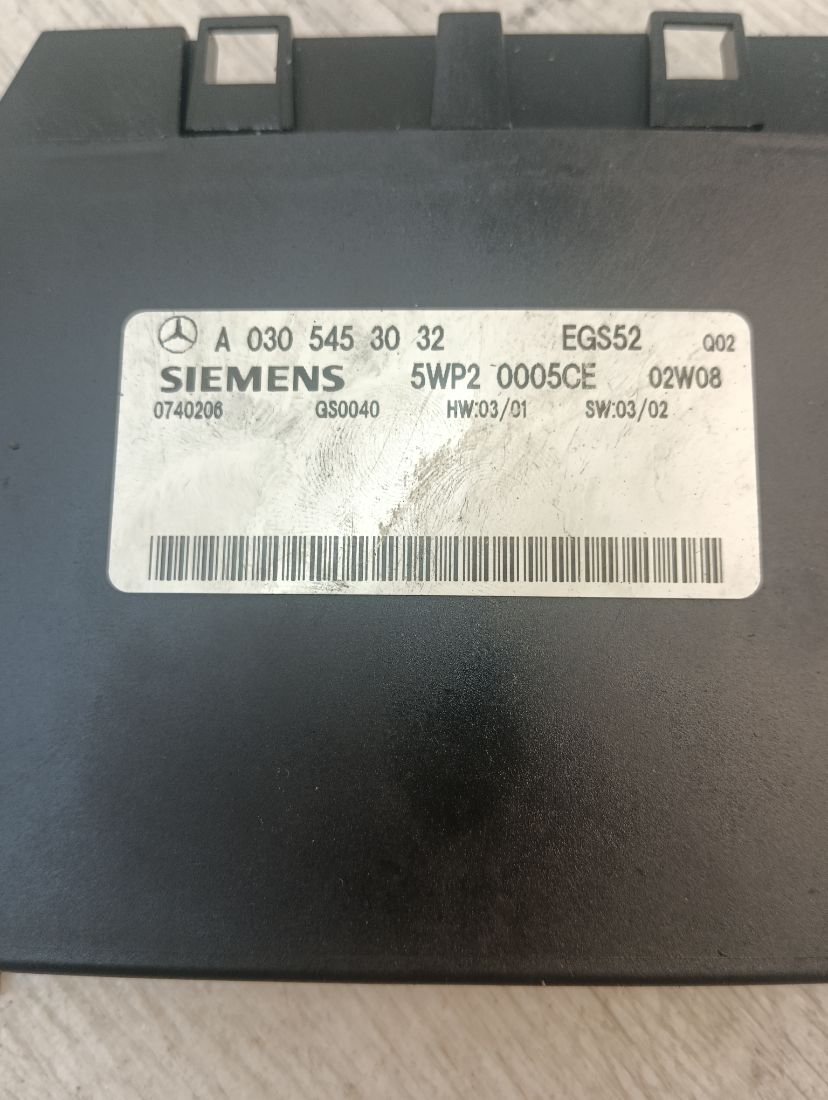 A 030 545 30 32 EGS52 Q02
SIEMENS 5WP2 0005CE 02W08
0740206 GS0040 HW:03/01 SW:03/02